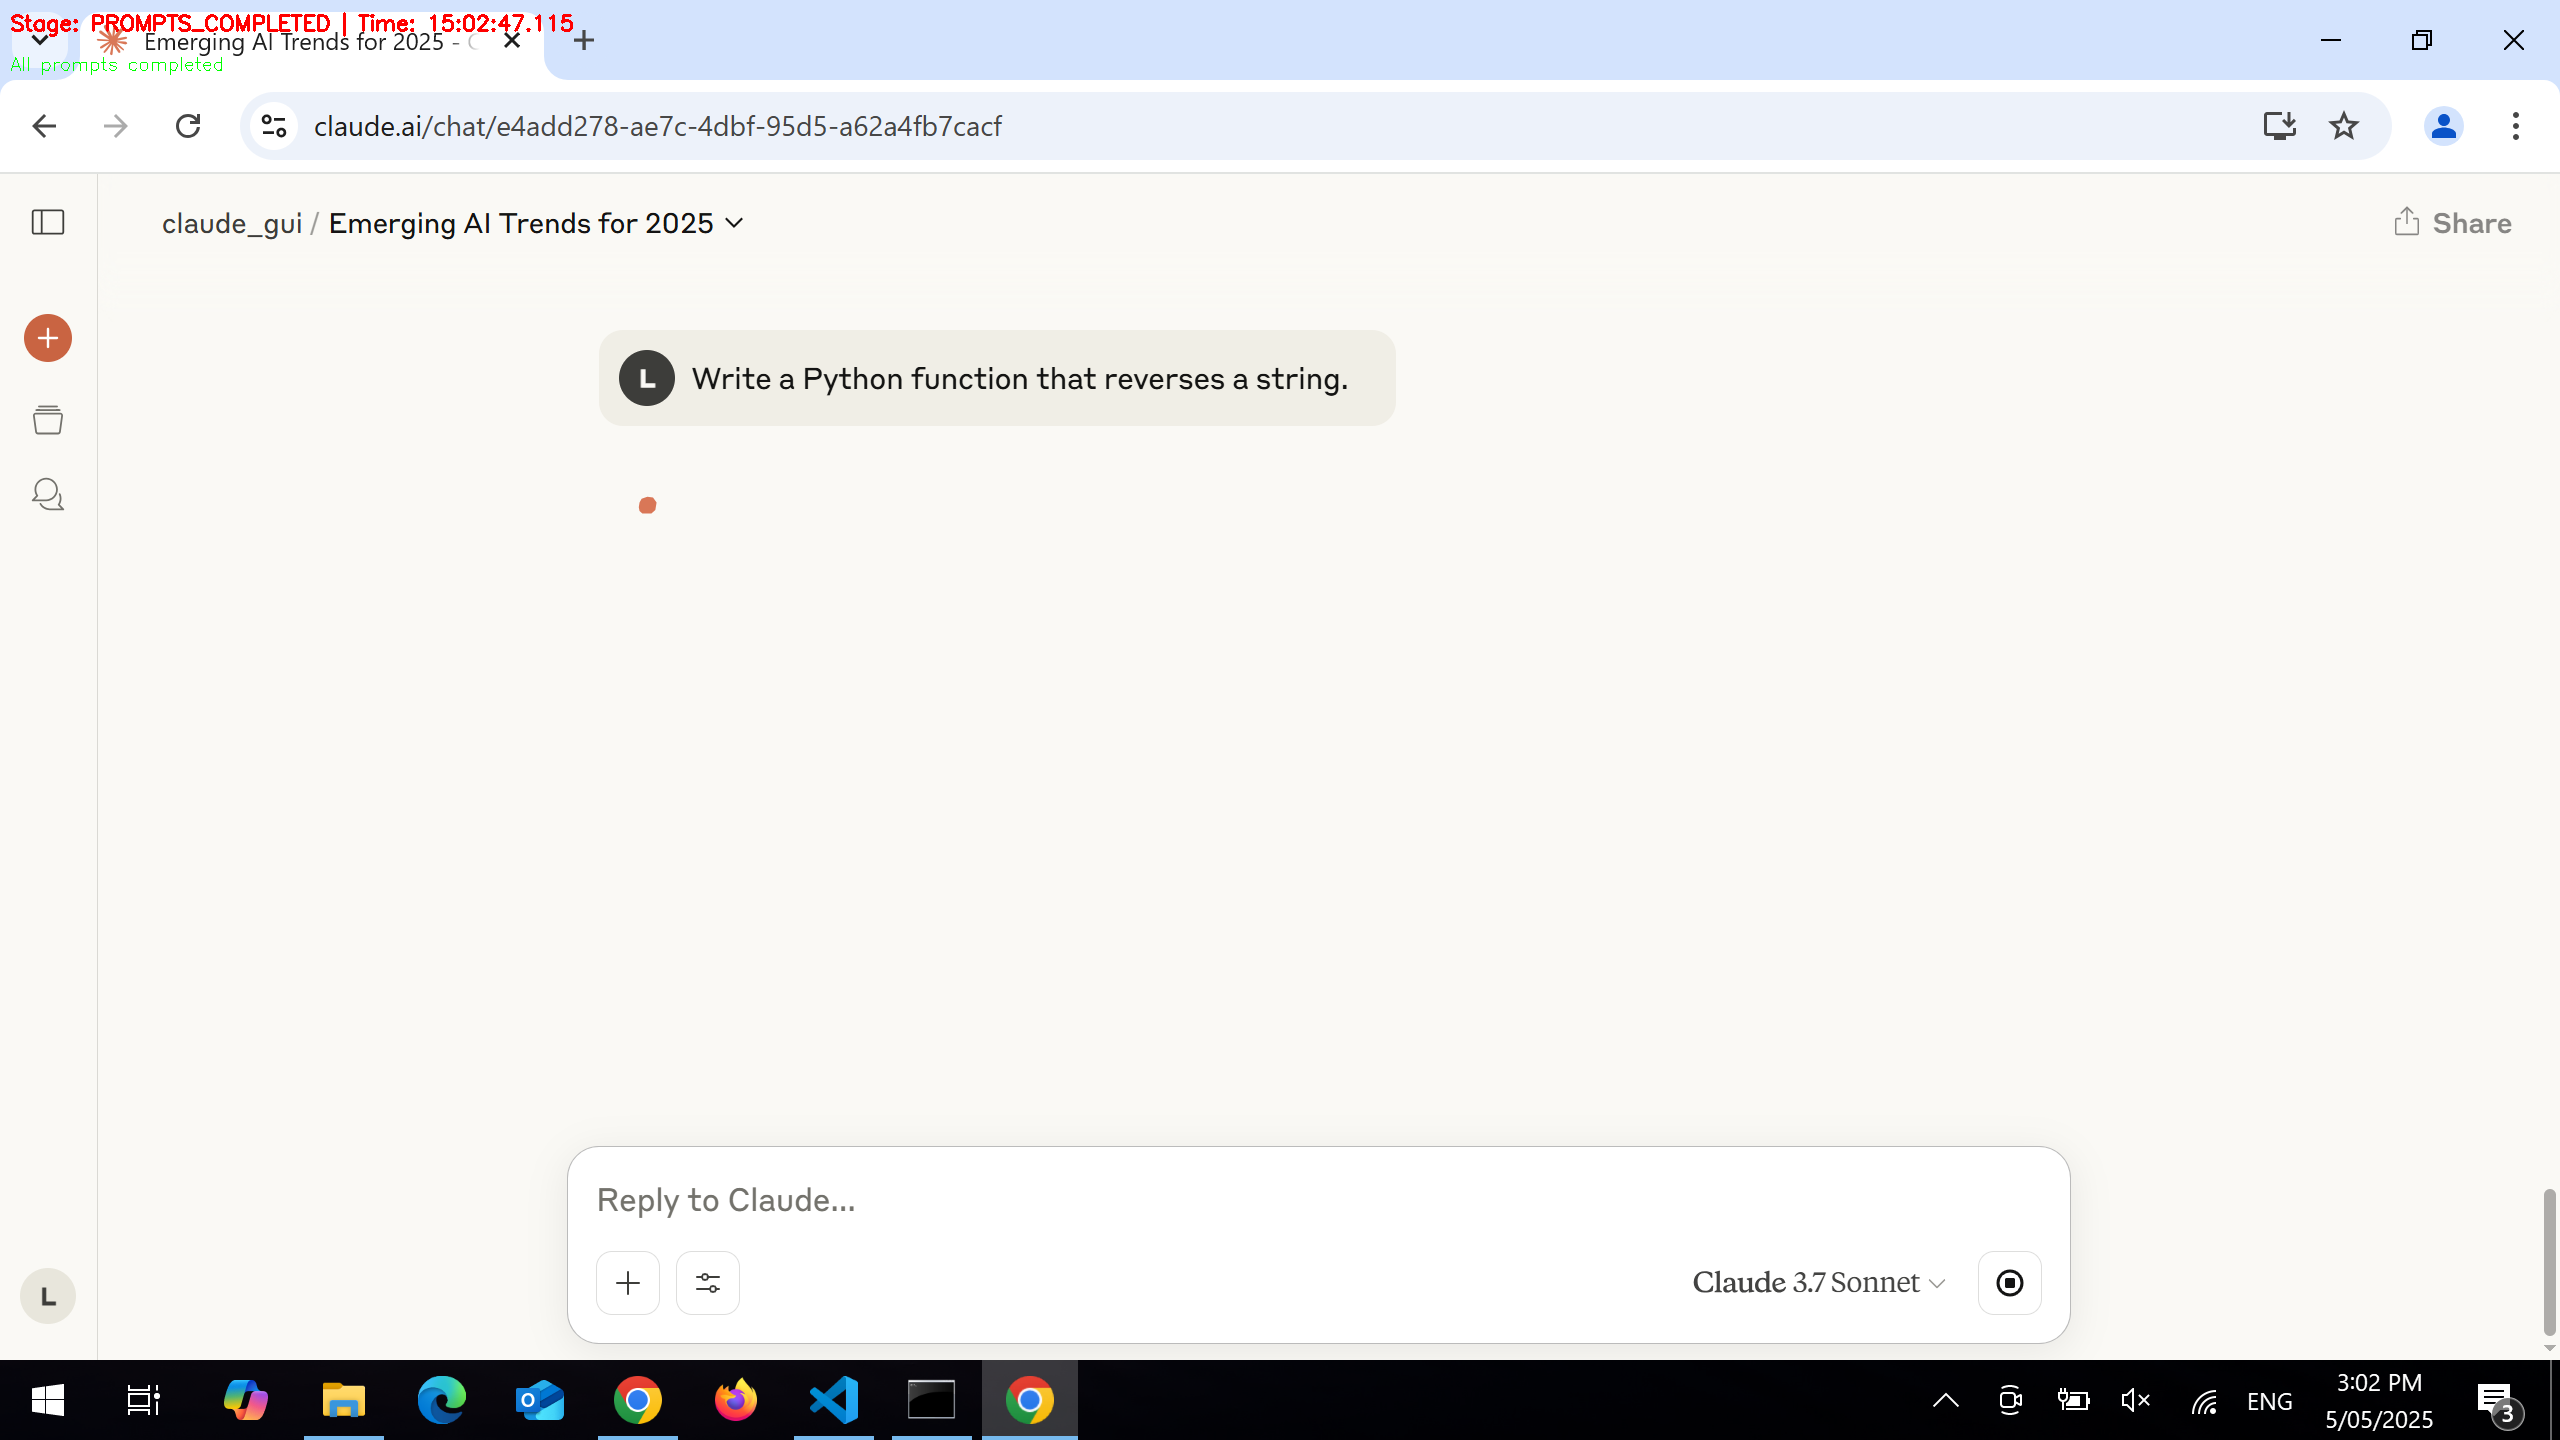 Stage: PROMPTS_COMPLETED | Time: 15:02:47.115
Emerging AI Trends for 2025 -
All prompts completed
claude.ai/chat/e4add278-ae7c-4dbf-95d5-a62a4fb7cacf
claude_gui / Emerging AI Trends for 2025
Share
L Write a Python function that reverses a string.
Reply to Claude...
Claude 3.7 Sonnet
L
ENG
3:02 PM
5/05/2025
3